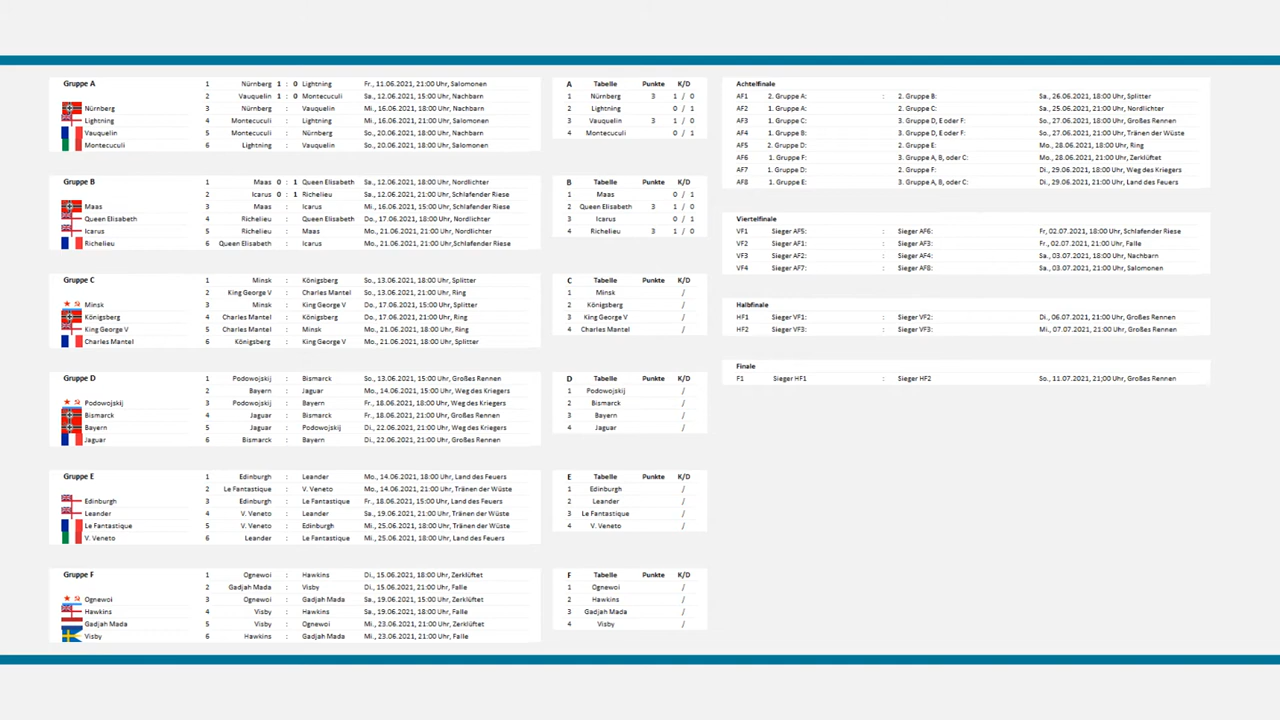 Gruppe A 1 Nürnberg 1 : 0 Lightning Fr., 11.06.2021, 21:00 Uhr, Salomonen
2 Vauquelin 1 : 0 Montecuculi Sa., 12.06.2021, 15:00 Uhr, Nachbarn
Nürnberg 3 Nürnberg : Vauquelin Mi., 16.06.2021, 18:00 Uhr, Nachbarn
Lightning 4 Montecuculi : Lightning Mi., 16.06.2021, 21:00 Uhr, Salomonen
Vauquelin 5 Montecuculi : Nürnberg So., 20.06.2021, 18:00 Uhr, Nachbarn
Montecuculi 6 Lightning : Vauquelin So., 20.06.2021, 18:00 Uhr, Salomonen
Gruppe B 1 Maas 0 : 1 Queen Elisabeth Sa., 12.06.2021, 18:00 Uhr, Nordlichter
2 Icarus 0 : 1 Richelieu Sa., 12.06.2021, 21:00 Uhr, Schlafender Riese
Maas 3 Maas : Icarus Mi., 16.06.2021, 15:00 Uhr, Schlafender Riese
Queen Elisabeth 4 Richelieu : Queen Elisabeth Do., 17.06.2021, 18:00 Uhr, Nordlichter
Icarus 5 Richelieu : Maas Mo., 21.06.2021, 21:00 Uhr, Nordlichter
Richelieu 6 Queen Elisabeth : Icarus Mo., 21.06.2021, 21:00 Uhr,Schlafender Riese
Gruppe C 1 Minsk : Königsberg So., 13.06.2021, 18:00 Uhr, Splitter
2 King George V : Charles Mantel So., 13.06.2021, 21:00 Uhr, Ring
Minsk 3 Minsk : King George V Do., 17.06.2021, 15:00 Uhr, Splitter
Königsberg 4 Charles Mantel : Königsberg Do., 17.06.2021, 21:00 Uhr, Ring
King George V 5 Charles Mantel : Minsk Mo., 21.06.2021, 18:00 Uhr, Ring
Charles Mantel 6 Königsberg : King George V Mo., 21.06.2021, 18:00 Uhr, Splitter
Gruppe D 1 Podowojskij : Bismarck So., 13.06.2021, 15:00 Uhr, Großes Rennen
2 Bayern : Jaguar Mo., 14.06.2021, 15:00 Uhr, Weg des Kriegers
Podowojskij 3 Podowojskij : Bayern Fr., 18.06.2021, 18:00 Uhr, Weg des Kriegers
Bismarck 4 Jaguar : Bismarck Fr., 18.06.2021, 21:00 Uhr, Großes Rennen
Bayern 5 Jaguar : Podowojskij Di., 22.06.2021, 21:00 Uhr, Weg des Kriegers
Jaguar 6 Bismarck : Bayern Di., 22.06.2021, 21:00 Uhr, Großes Rennen
Gruppe E 1 Edinburgh : Leander Mo., 14.06.2021, 18:00 Uhr, Land des Feuers
2 Le Fantastique : V. Veneto Mo., 14.06.2021, 21:00 Uhr, Tränen der Wüste
Edinburgh 3 Edinburgh : Le Fantastique Fr., 18.06.2021, 15:00 Uhr, Land des Feuers
Leander 4 V. Veneto : Leander Sa., 19.06.2021, 21:00 Uhr, Tränen der Wüste
Le Fantastique 5 V. Veneto : Edinburgh Mi., 25.06.2021, 18:00 Uhr, Tränen der Wüste
V. Veneto 6 Leander : Le Fantastique Mi., 25.06.2021, 18:00 Uhr, Land des Feuers
Gruppe F 1 Ognewoi : Hawkins Di., 15.06.2021, 18:00 Uhr, Zerklüftet
2 Gadjah Mada : Visby Di., 15.06.2021, 21:00 Uhr, Falle
Ognewoi 3 Ognewoi : Gadjah Mada Sa., 19.06.2021, 15:00 Uhr, Zerklüftet
Hawkins 4 Visby : Hawkins Sa., 19.06.2021, 18:00 Uhr, Falle
Gadjah Mada 5 Visby : Ognewoi Mi., 23.06.2021, 21:00 Uhr, Zerklüftet
Visby 6 Hawkins : Gadjah Mada Mi., 23.06.2021, 21:00 Uhr, Falle
A Tabelle Punkte K/D
1 Nürnberg 3 1 / 0
2 Lightning 0 / 1
3 Vauquelin 3 1 / 0
4 Montecuculi 0 / 1
B Tabelle Punkte K/D
1 Maas 0 / 1
2 Queen Elisabeth 3 1 / 0
3 Icarus 0 / 1
4 Richelieu 3 1 / 0
C Tabelle Punkte K/D
1 Minsk /
2 Königsberg /
3 King George V /
4 Charles Mantel /
D Tabelle Punkte K/D
1 Podowojskij /
2 Bismarck /
3 Bayern /
4 Jaguar /
E Tabelle Punkte K/D
1 Edinburgh /
2 Leander /
3 Le Fantastique /
4 V. Veneto /
F Tabelle Punkte K/D
1 Ognewoi /
2 Hawkins /
3 Gadjah Mada /
4 Visby /
Achtelfinale
AF1 2. Gruppe A: : 2. Gruppe B: Sa., 26.06.2021, 18:00 Uhr, Splitter
AF2 1. Gruppe A: : 2. Gruppe C: Sa., 25.06.2021, 21:00 Uhr, Nordlichter
AF3 1. Gruppe C: : 3. Gruppe D, E oder F: So., 27.06.2021, 18:00 Uhr, Großes Rennen
AF4 1. Gruppe B: : 3. Gruppe D, E oder F: So., 27.06.2021, 18:00 Uhr, Tränen der Wüste
AF5 2. Gruppe D: : 2. Gruppe E: Mo., 28.06.2021, 18:00 Uhr, Ring
AF6 1. Gruppe F: : 3. Gruppe A, B, oder C: Mo., 28.06.2021, 21:00 Uhr, Zerklüftet
AF7 1. Gruppe D: : 2. Gruppe F: Di., 29.06.2021, 18:00 Uhr, Weg des Kriegers
AF8 1. Gruppe E: : 3. Gruppe A, B, oder C: Di., 29.06.2021, 21:00 Uhr, Land des Feuers
Viertelfinale
VF1 Sieger AF5: : Sieger AF6: Fr, 02.07.2021, 18:00 Uhr, Schlafender Riese
VF2 Sieger AF1: : Sieger AF3: Fr., 02.07.2021, 21:00 Uhr, Falle
VF3 Sieger AF2: : Sieger AF4: Sa., 03.07.2021, 18:00 Uhr, Nachbarn
VF4 Sieger AF7: : Sieger AF8: Sa., 03.07.2021, 21:00 Uhr, Salomonen
Halbfinale
HF1 Sieger VF1: : Sieger VF2: Di., 06.07.2021, 21:00 Uhr, Großes Rennen
HF2 Sieger VF3: : Sieger VF3: Mi., 07.07.2021, 21:00 Uhr, Großes Rennen
Finale
F1 Sieger HF1 : Sieger HF2 So., 11.07.2021, 21;00 Uhr, Großes Rennen